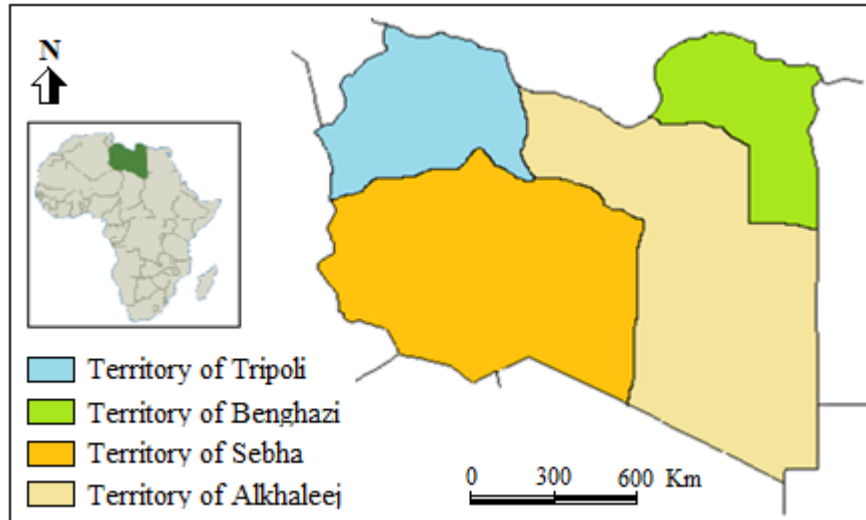 N
Territory of Tripoli
Territory of Benghazi
Territory of Sebha
Territory of Alkhaleej
0 300 600 Km